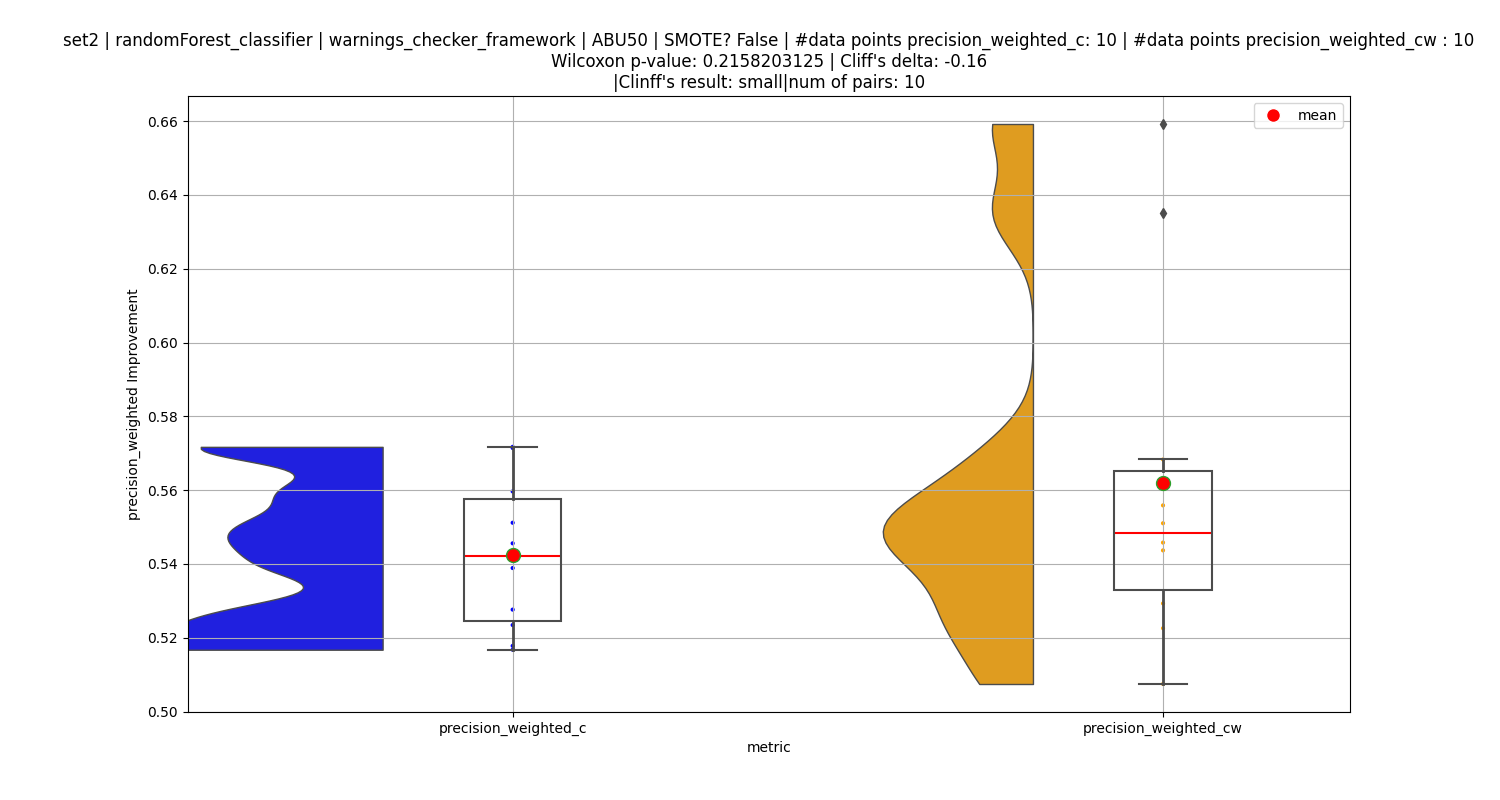 set2 | randomForest_classifier | warnings_checker_framework | ABU50 | SMOTE? False | #data points precision_weighted_c: 10 | #data points precision_weighted_cw : 10
Wilcoxon p-value: 0.2158203125 | Cliff's delta: -0.16
|Clinff's result: small|num of pairs: 10
mean
0.66
0.64
0.62
0.60
0.58
0.56
0.54
0.52
0.50
precision_weighted Improvement
precision_weighted_c
precision_weighted_cw
metric